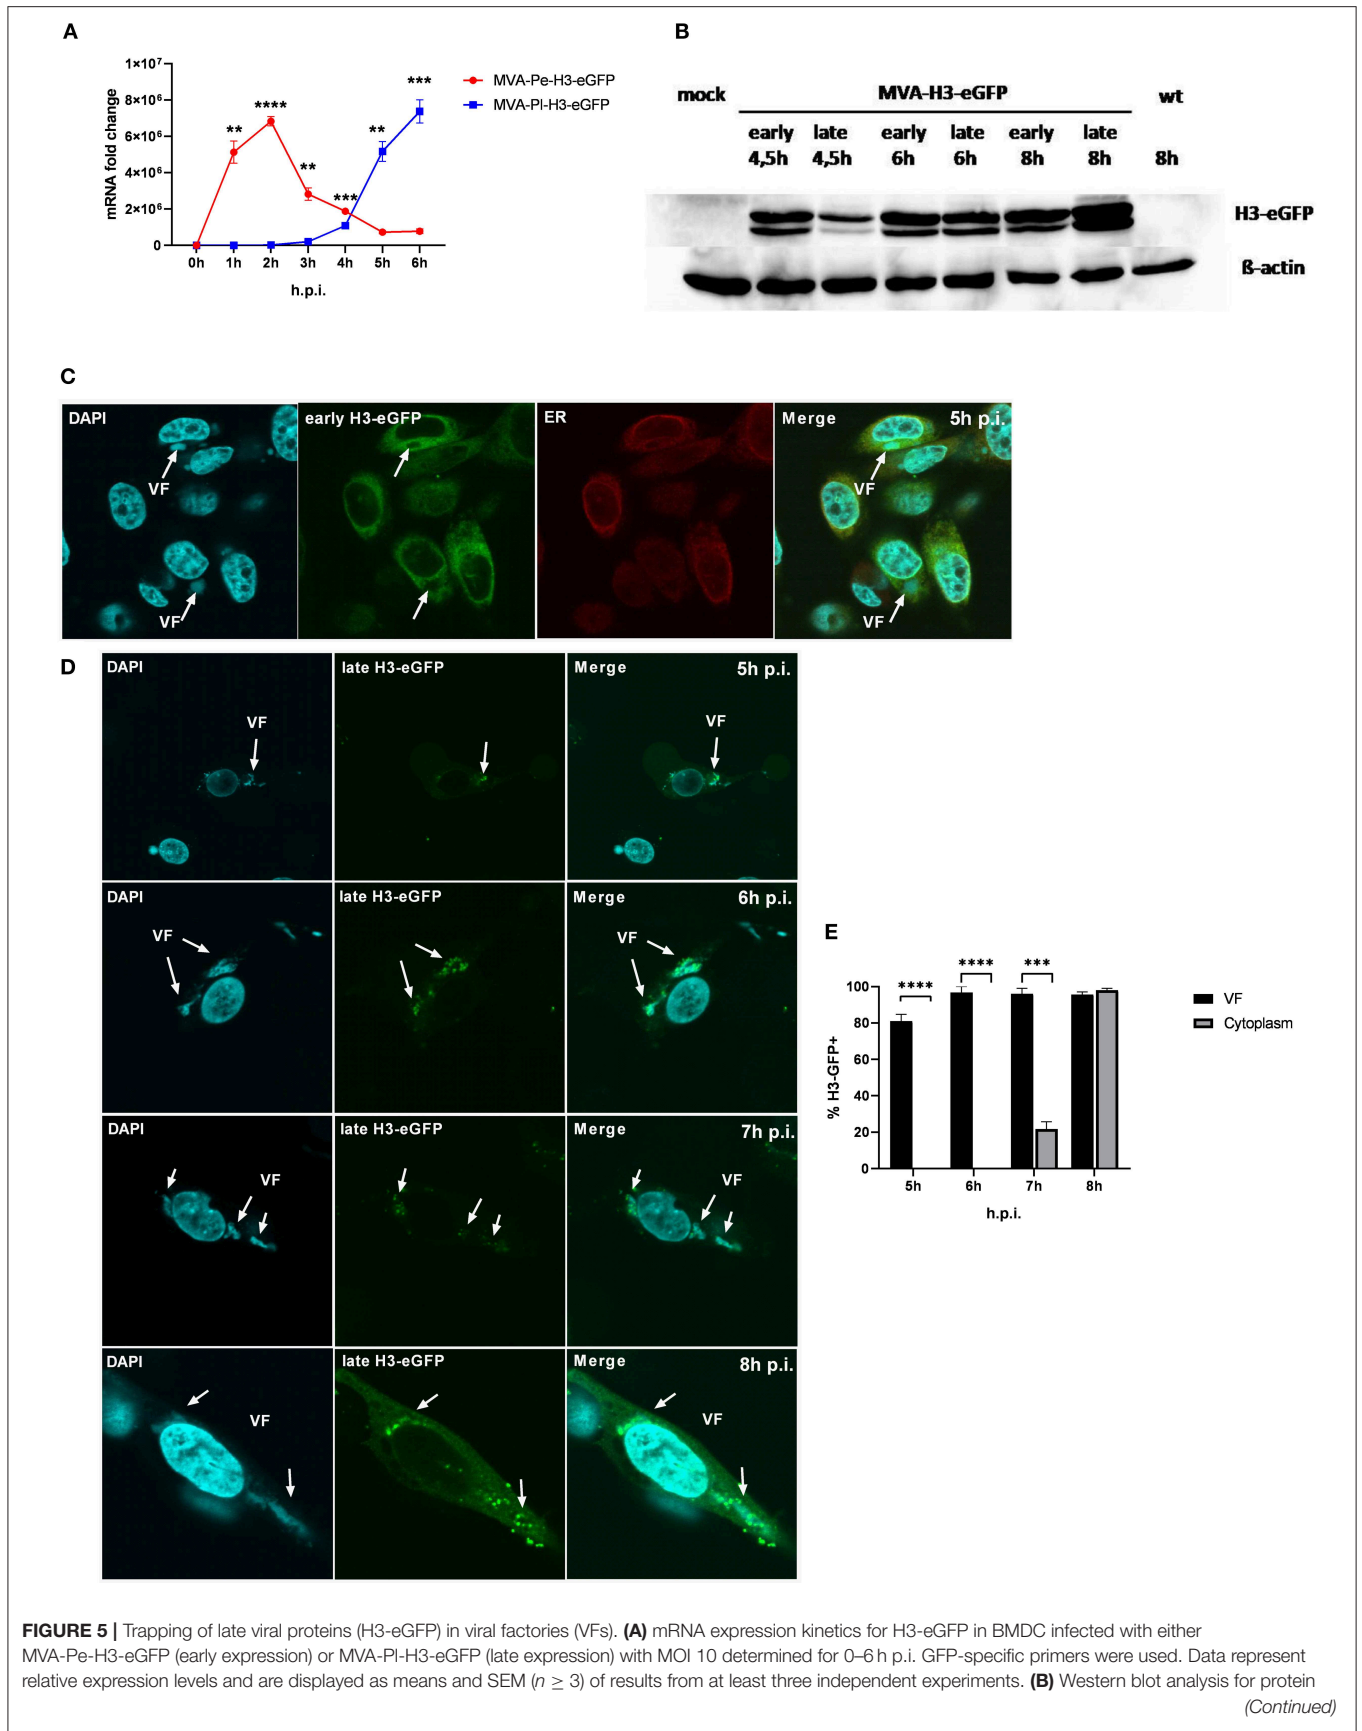 A
1×10⁷
8×10⁶
6×10⁶
4×10⁶
2×10⁶
0
mRNA fold change
0h 1h 2h 3h 4h 5h 6h
h.p.i.
** **** ** *** ** ***
MVA-Pe-H3-eGFP
MVA-Pl-H3-eGFP
B
mock MVA-H3-eGFP wt
early late early late early late
4,5h 4,5h 6h 6h 8h 8h 8h
H3-eGFP
ß-actin
C
DAPI early H3-eGFP ER Merge 5h p.i.
VF VF
VF VF
D
DAPI late H3-eGFP Merge 5h p.i.
VF VF
DAPI late H3-eGFP Merge 6h p.i.
VF VF
DAPI late H3-eGFP Merge 7h p.i.
VF VF
DAPI late H3-eGFP Merge 8h p.i.
VF VF
E
**** **** ***
100
80
60
40
20
0
% H3-GFP+
5h 6h 7h 8h
h.p.i.
VF
Cytoplasm
FIGURE 5 | Trapping of late viral proteins (H3-eGFP) in viral factories (VFs). (A) mRNA expression kinetics for H3-eGFP in BMDC infected with either
MVA-Pe-H3-eGFP (early expression) or MVA-Pl-H3-eGFP (late expression) with MOI 10 determined for 0–6 h p.i. GFP-specific primers were used. Data represent
relative expression levels and are displayed as means and SEM (n ≥ 3) of results from at least three independent experiments. (B) Western blot analysis for protein
(Continued)